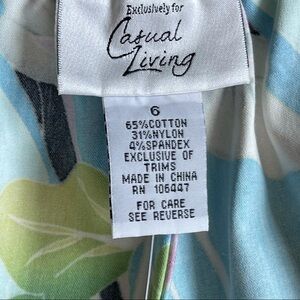 Exclusively for
Casual
Living
6
65%COTTON
31%NYLON
4%SPANDEX
EXCLUSIVE OF
TRIMS
MADE IN CHINA
RN 106447
FOR CARE
SEE REVERSE